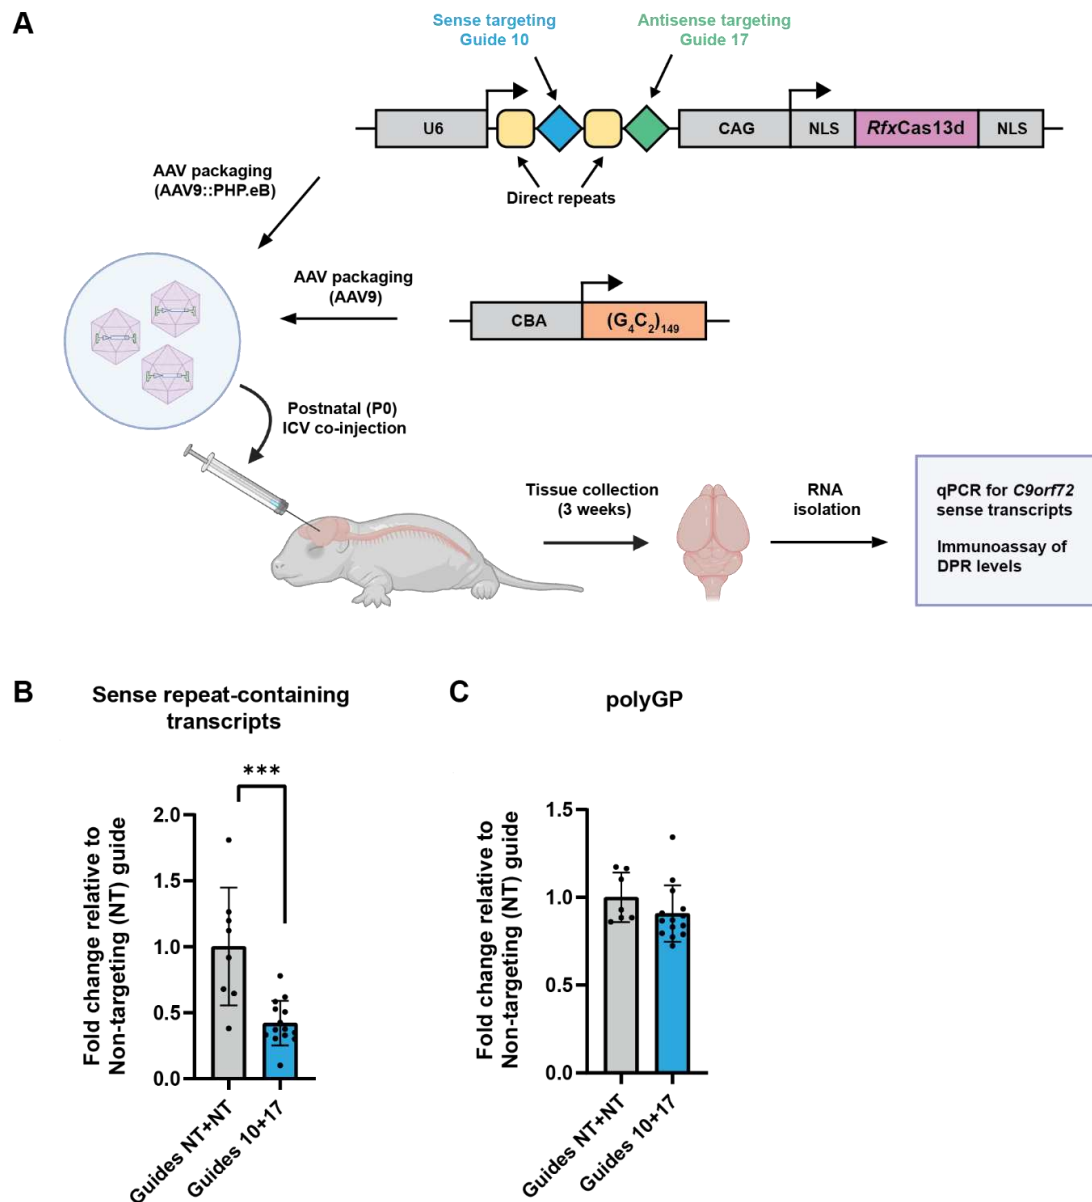 A
Sense targeting
Guide 10
Antisense targeting
Guide 17
U6
CAG
NLS
RfxCas13d
NLS
Direct repeats
AAV packaging
(AAV9::PHP.eB)
AAV packaging
(AAV9)
CBA
(G4C2)149
Postnatal (P0)
ICV co-injection
Tissue collection
(3 weeks)
RNA
isolation
qPCR for C9orf72
sense transcripts
Immunoassay of
DPR levels
B
Sense repeat-containing
transcripts
***
Fold change relative to
Non-targeting (NT) guide
2.0
1.5
1.0
0.5
0.0
Guides NT+NT
Guides 10+17
C
polyGP
Fold change relative to
Non-targeting (NT) guide
1.5
1.0
0.5
0.0
Guides NT+NT
Guides 10+17